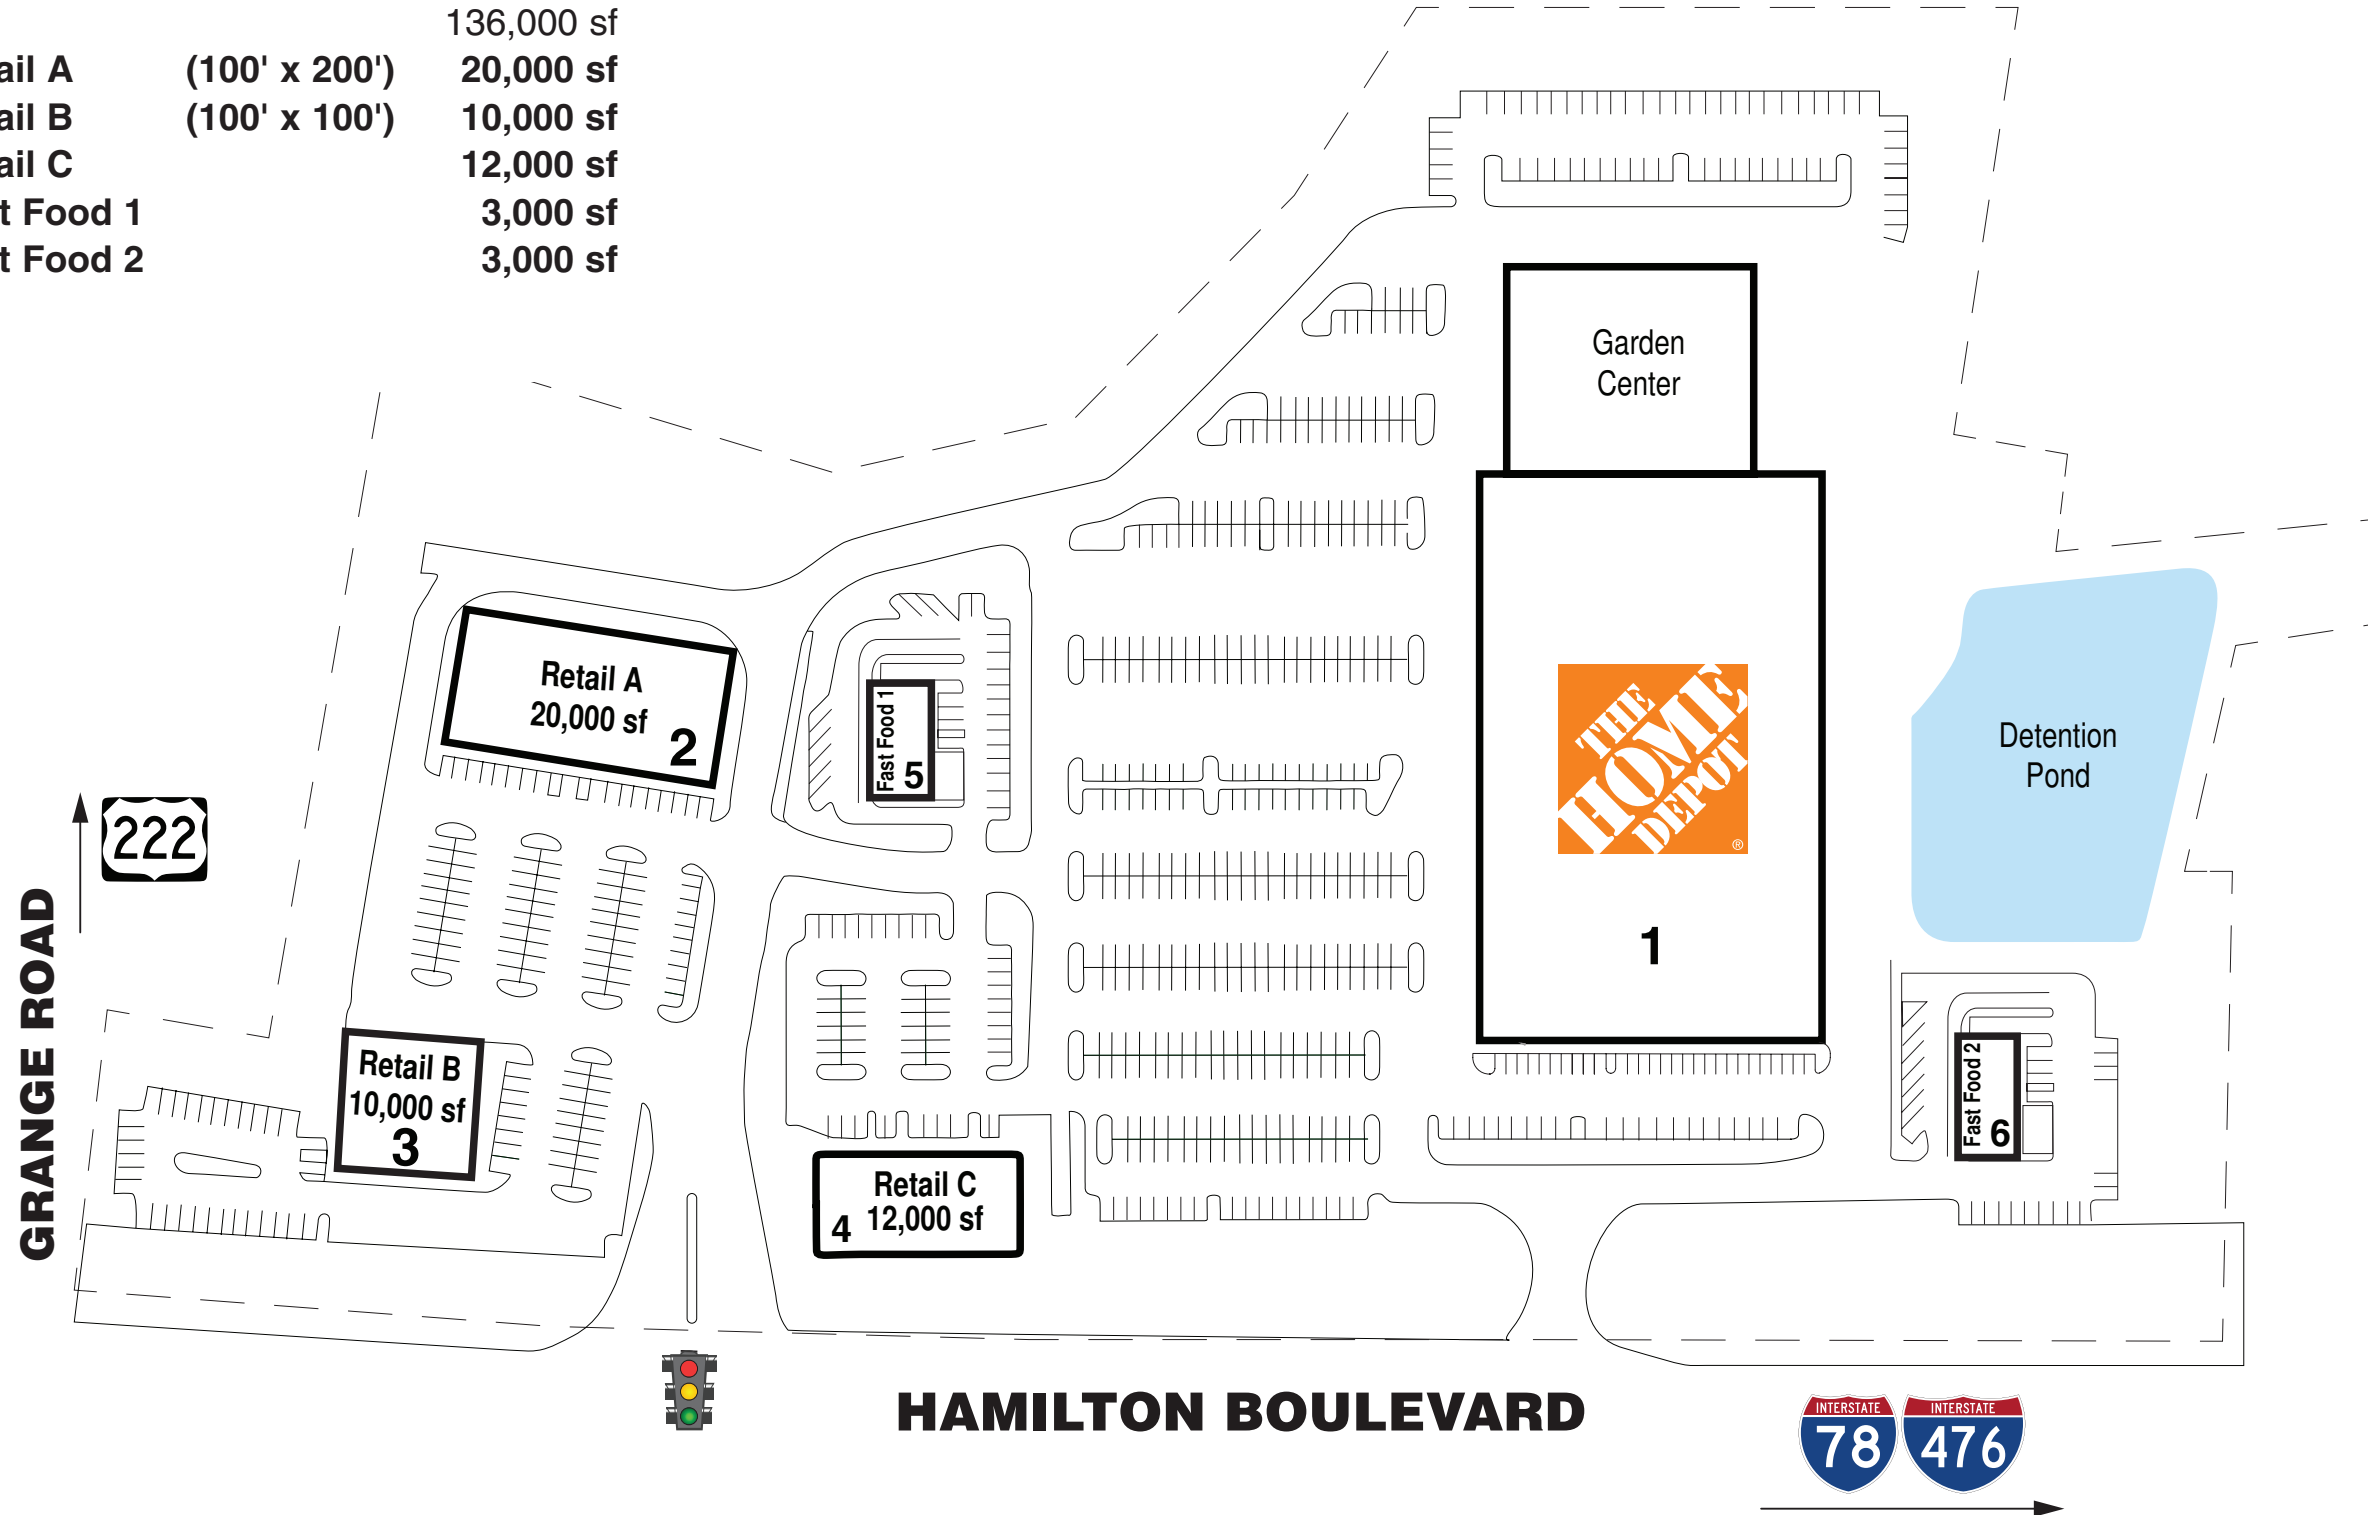 136,000 sf
ail A (100' x 200') 20,000 sf
ail B (100' x 100') 10,000 sf
ail C 12,000 sf
t Food 1 3,000 sf
t Food 2 3,000 sf
Garden
Center
Retail A
20,000 sf
2
Fast Food 1
5
THE
HOME
DEPOT
®
1
Detention
Pond
222
GRANGE ROAD
Retail B
10,000 sf
3
Retail C
4 12,000 sf
Fast Food 2
6
HAMILTON BOULEVARD
INTERSTATE
78
INTERSTATE
476